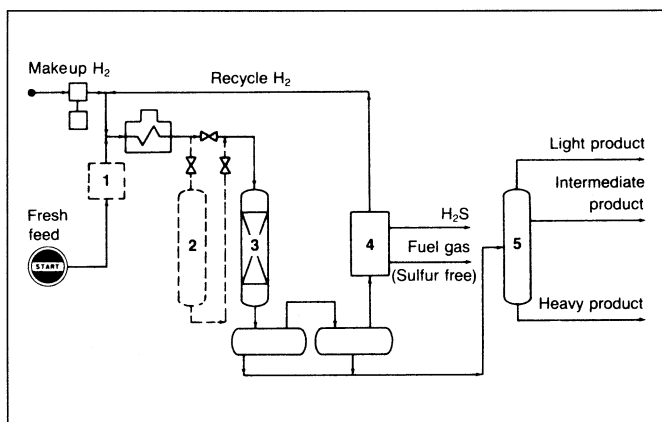 Makeup H₂
Recycle H₂
Light product
Intermediate
product
1
Fresh
feed
START
2
3
4
H₂S
Fuel gas
(Sulfur free)
5
Heavy product